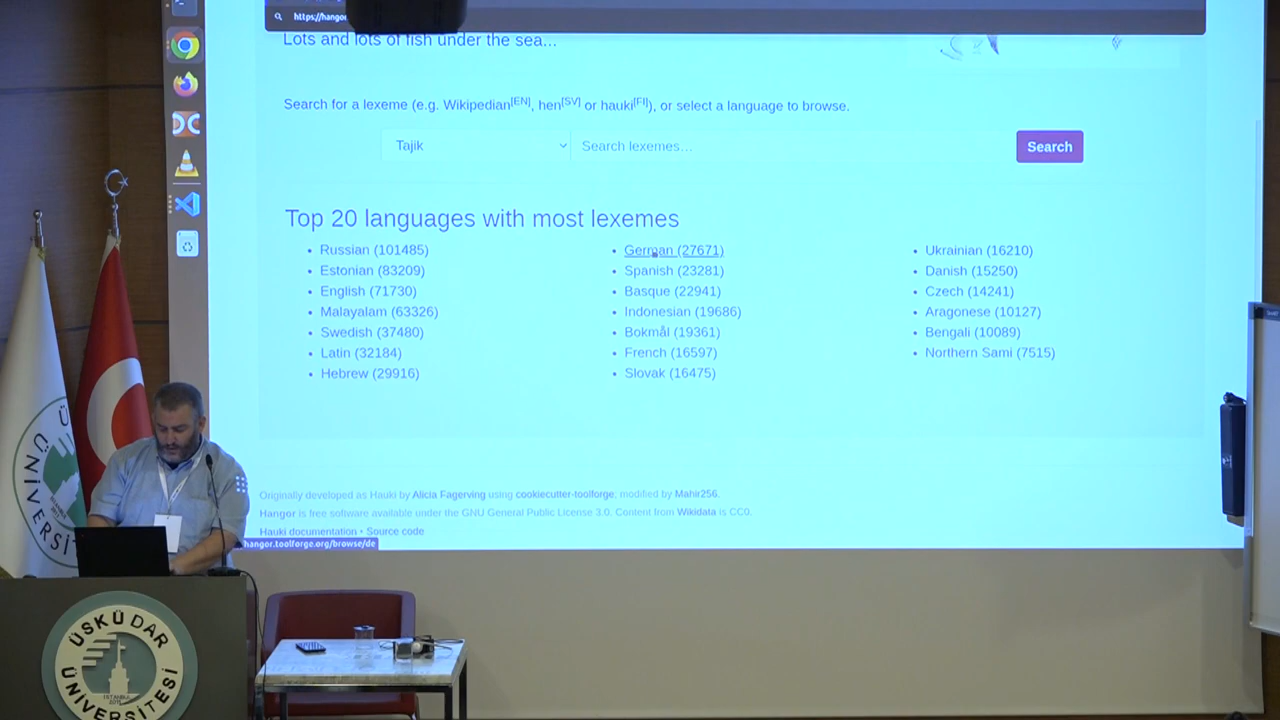 https://hangor
Lots and lots of fish under the sea...
Search for a lexeme (e.g. Wikipedian[EN], hen[SV] or hauki[FI]), or select a language to browse.
Tajik
Search lexemes...
Search
Top 20 languages with most lexemes
• Russian (101485)
• Estonian (83209)
• English (71730)
• Malayalam (63326)
• Swedish (37480)
• Latin (32184)
• Hebrew (29916)
• German (27671)
• Spanish (23281)
• Basque (22941)
• Indonesian (19686)
• Bokmål (19361)
• French (16597)
• Slovak (16475)
• Ukrainian (16210)
• Danish (15250)
• Czech (14241)
• Aragonese (10127)
• Bengali (10089)
• Northern Sami (7515)
Originally developed as Hauki by Alicia Fagerving using cookiecutter-toolforge; modified by Mahir256.
Hangor is free software available under the GNU General Public License 3.0. Content from Wikidata is CC0.
Hauki documentation • Source code
hangor.toolforge.org/browse/de
ÜSKÜDAR
ÜNİVERSİTESİ
İSTANBUL